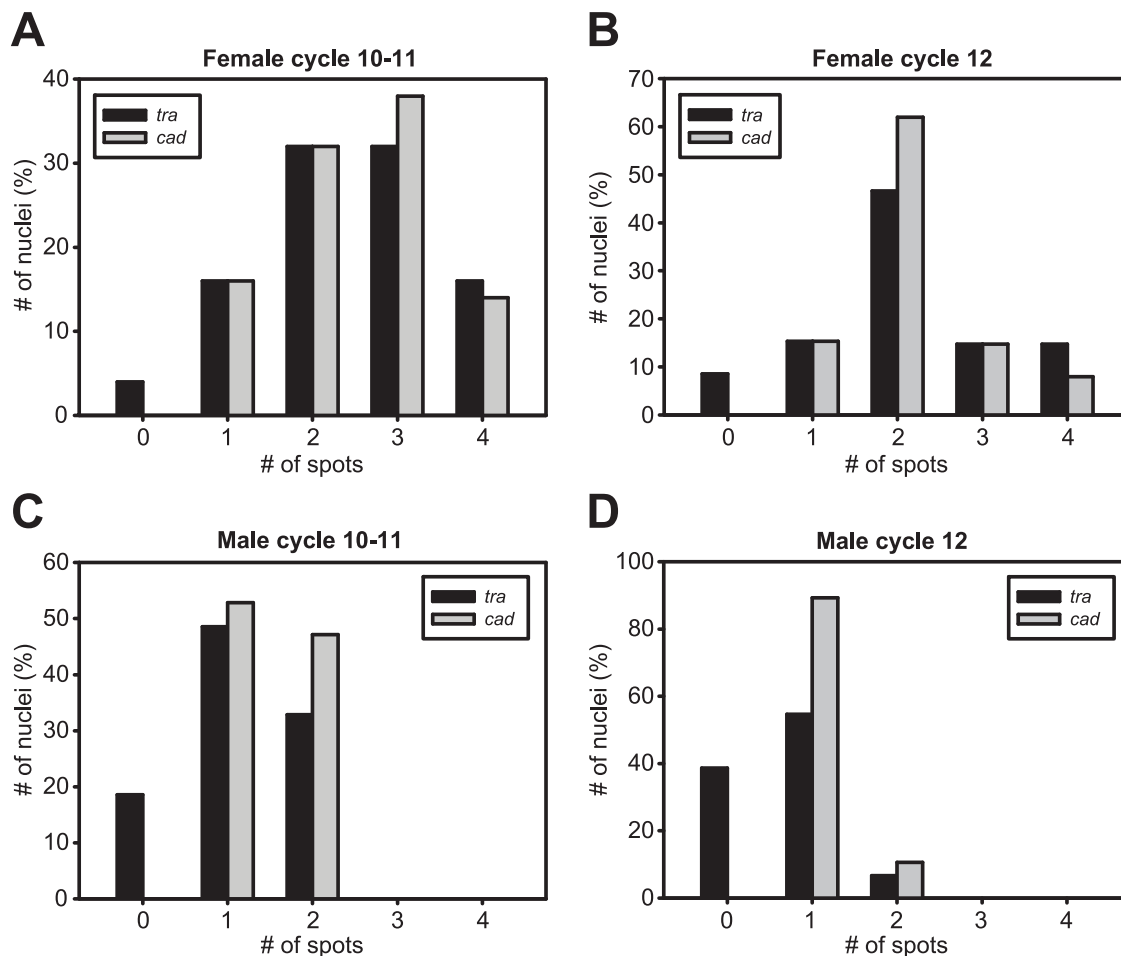 A
Female cycle 10-11
tra
cad
# of nuclei (%)
40
30
20
10
0
0 1 2 3 4
# of spots
B
Female cycle 12
tra
cad
# of nuclei (%)
70
60
50
40
30
20
10
0
0 1 2 3 4
# of spots
C
Male cycle 10-11
tra
cad
# of nuclei (%)
60
50
40
30
20
10
0
0 1 2 3 4
# of spots
D
Male cycle 12
tra
cad
# of nuclei (%)
100
80
60
40
20
0
0 1 2 3 4
# of spots